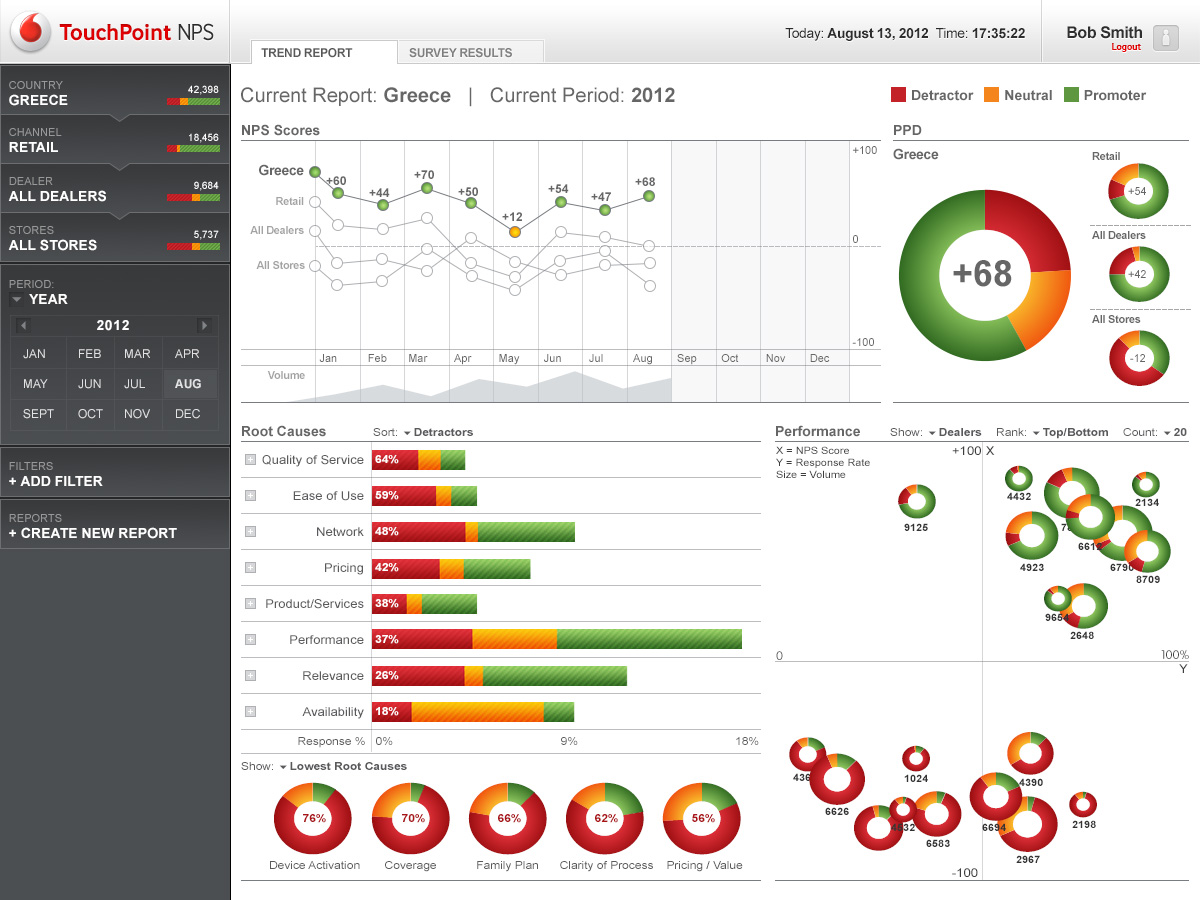 TouchPoint NPS
TREND REPORT
SURVEY RESULTS
Today: August 13, 2012 Time: 17:35:22
Bob Smith
Logout
COUNTRY
GREECE
42,398
CHANNEL
RETAIL
18,456
DEALER
ALL DEALERS
9,684
STORES
ALL STORES
5,737
PERIOD:
YEAR
2012
JAN FEB MAR APR
MAY JUN JUL AUG
SEPT OCT NOV DEC
FILTERS
+ ADD FILTER
REPORTS
+ CREATE NEW REPORT
Current Report: Greece | Current Period: 2012
Detractor Neutral Promoter
NPS Scores
Greece
Retail
All Dealers
All Stores
+60
+44
+70
+50
+12
+54
+47
+68
+100
0
-100
Jan Feb Mar Apr May Jun Jul Aug Sep Oct Nov Dec
Volume
PPD
Greece
+68
Retail
+54
All Dealers
+42
All Stores
-12
Root Causes
Sort: Detractors
Quality of Service 64%
Ease of Use 59%
Network 48%
Pricing 42%
Product/Services 38%
Performance 37%
Relevance 26%
Availability 18%
Response % 0% 9% 18%
Show: Lowest Root Causes
76% 70% 66% 62% 56%
Device Activation Coverage Family Plan Clarity of Process Pricing / Value
Performance
Show: Dealers Rank: Top/Bottom Count: 20
X = NPS Score
Y = Response Rate
Size = Volume
+100 X
4432
2134
9125
6612
4923
6790
8709
9654
2648
0
100%
Y
4390
1024
6626
2198
6694
6583
2967
-100